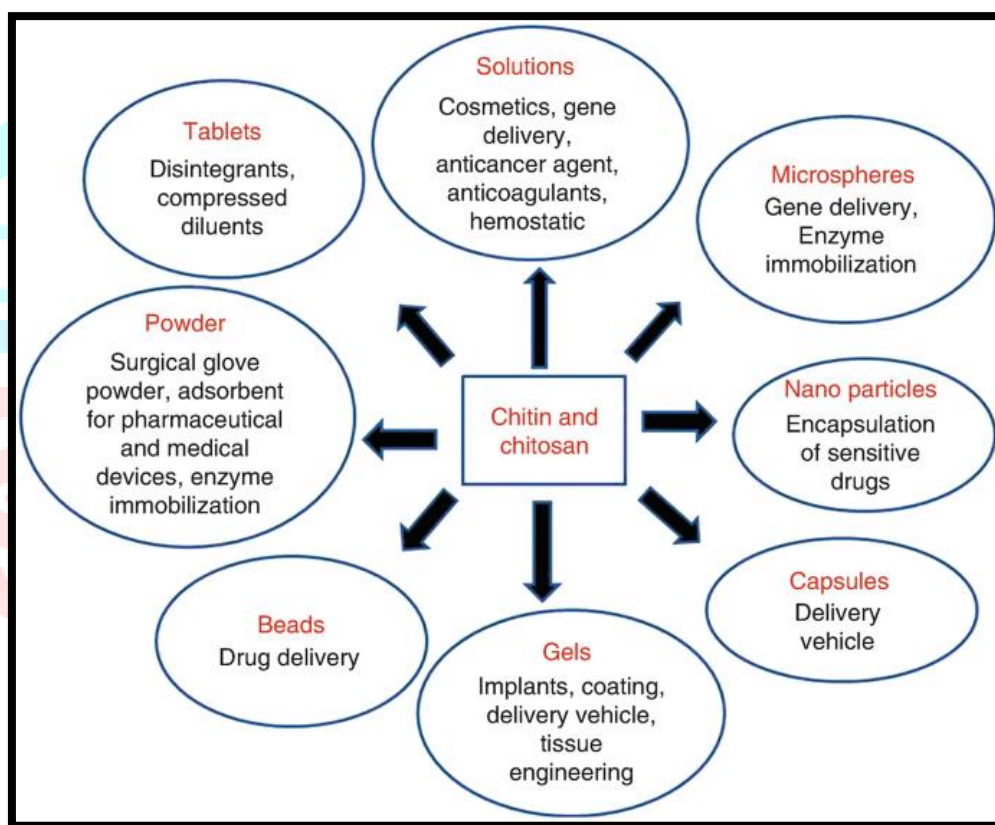 Solutions
Cosmetics, gene
delivery,
anticancer agent,
anticoagulants,
hemostatic
Tablets
Disintegrants,
compressed
diluents
Microspheres
Gene delivery,
Enzyme
immobilization
Powder
Surgical glove
powder, adsorbent
for pharmaceutical
and medical
devices, enzyme
immobilization
Chitin and
chitosan
Nano particles
Encapsulation
of sensitive
drugs
Beads
Drug delivery
Gels
Implants, coating,
delivery vehicle,
tissue
engineering
Capsules
Delivery
vehicle